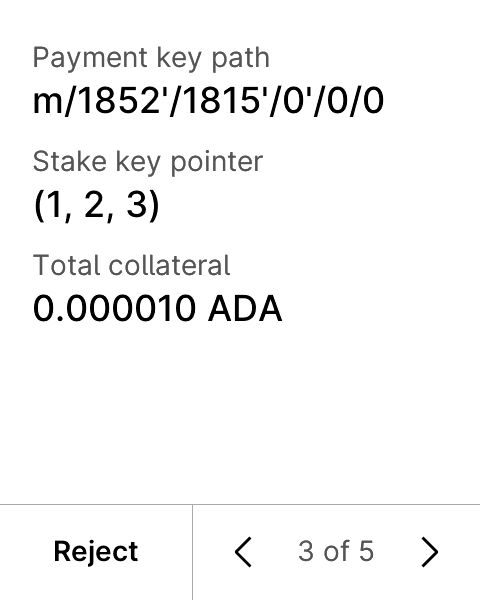 Payment key path
m/1852'/1815'/0'/0/0
Stake key pointer
(1, 2, 3)
Total collateral
0.000010 ADA
Reject
3 of 5